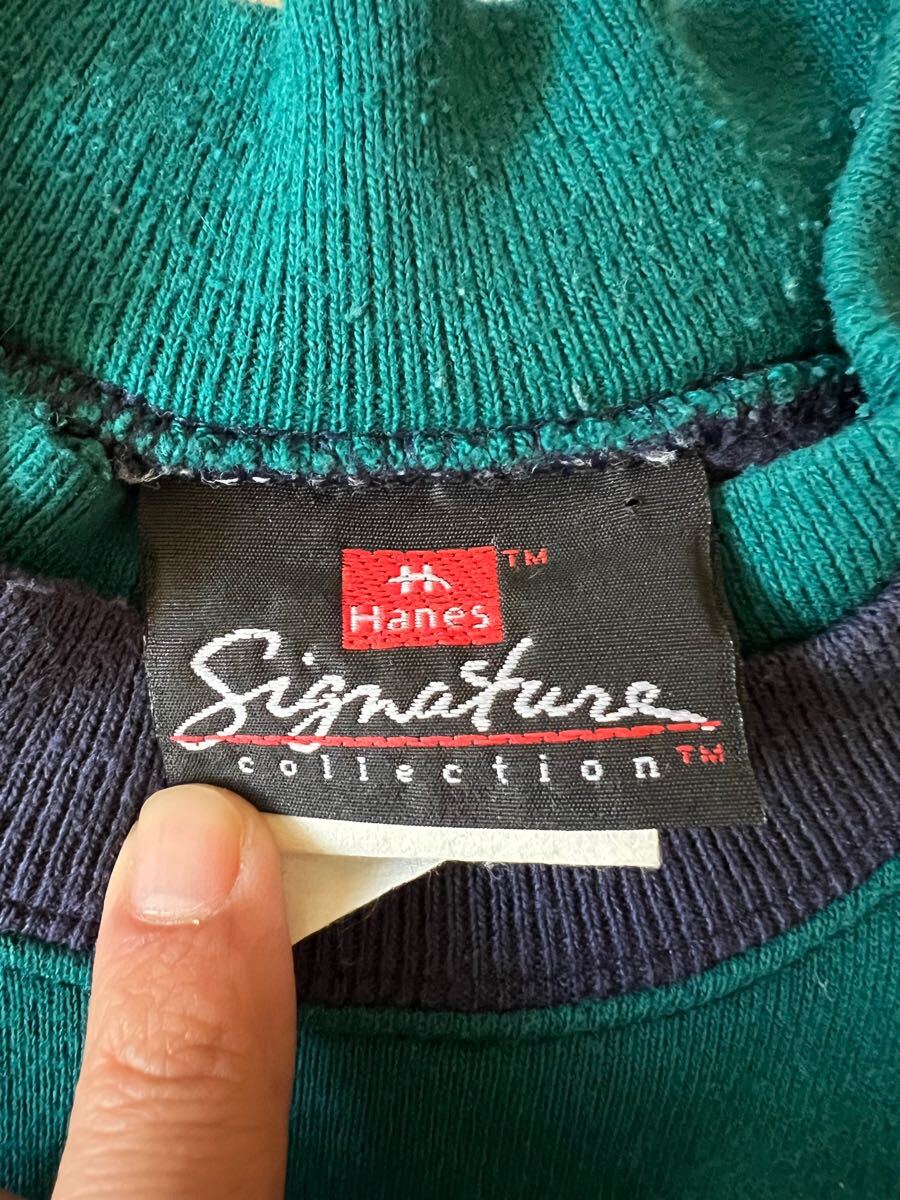 H TM
Hanes
Signature
collection TM